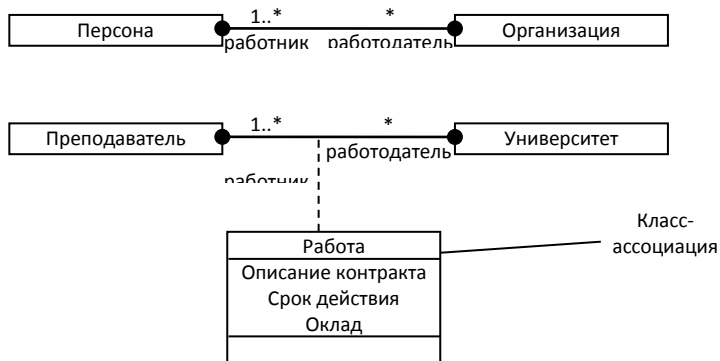 Персона 1..* * Организация
работник работодатель
Преподаватель 1..* * Университет
работодатель
работник
Класс-
ассоциация
Работа
Описание контракта
Срок действия
Оклад